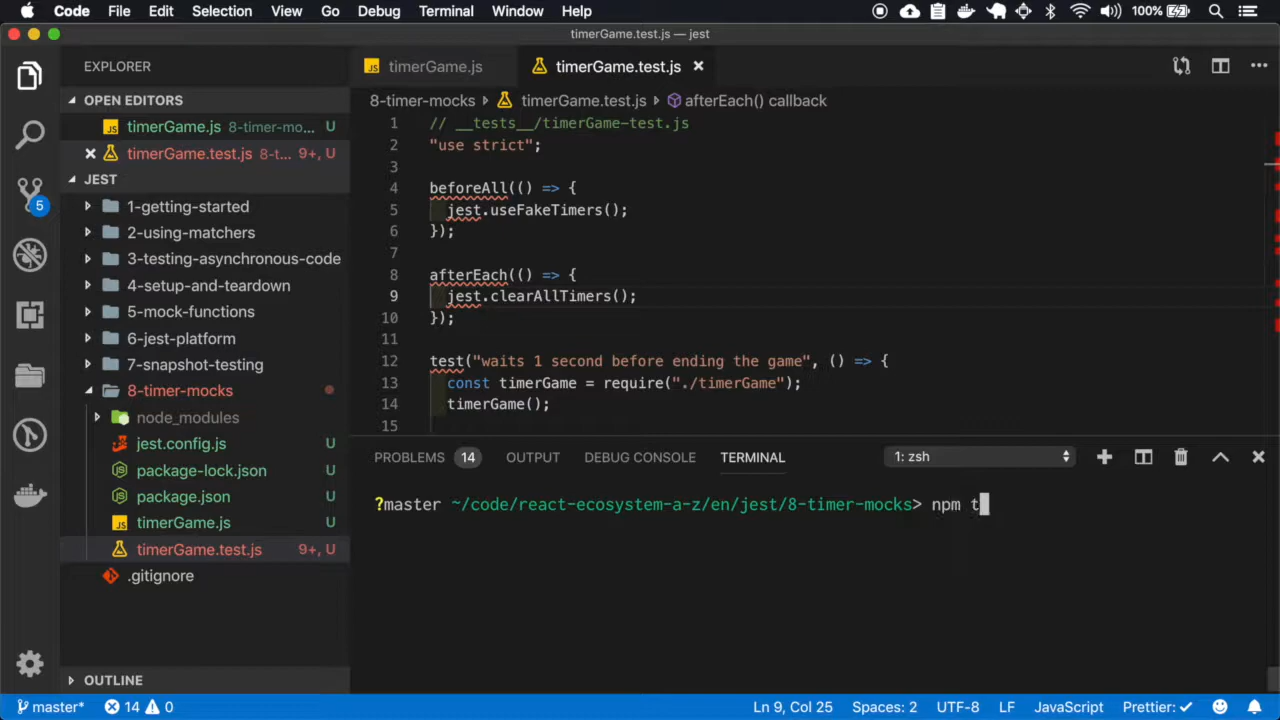 Code File Edit Selection View Go Debug Terminal Window Help 100%
timerGame.test.js — jest
EXPLORER
OPEN EDITORS
timerGame.js 8-timer-mo... U
timerGame.test.js 8-t... 9+, U
JEST
1-getting-started
2-using-matchers
3-testing-asynchronous-code
4-setup-and-teardown
5-mock-functions
6-jest-platform
7-snapshot-testing
8-timer-mocks
node_modules
jest.config.js U
package-lock.json U
package.json U
timerGame.js U
timerGame.test.js 9+, U
.gitignore
OUTLINE
5
JS timerGame.js timerGame.test.js
8-timer-mocks timerGame.test.js afterEach() callback
1 // __tests__/timerGame-test.js
2 "use strict";
3
4 beforeAll(() => {
5 jest.useFakeTimers();
6 });
7
8 afterEach(() => {
9 jest.clearAllTimers();
10 });
11
12 test("waits 1 second before ending the game", () => {
13 const timerGame = require("./timerGame");
14 timerGame();
15
PROBLEMS 14 OUTPUT DEBUG CONSOLE TERMINAL 1: zsh
?master ~/code/react-ecosystem-a-z/en/jest/8-timer-mocks> npm t
master* 14 0 Ln 9, Col 25 Spaces: 2 UTF-8 LF JavaScript Prettier: ✓